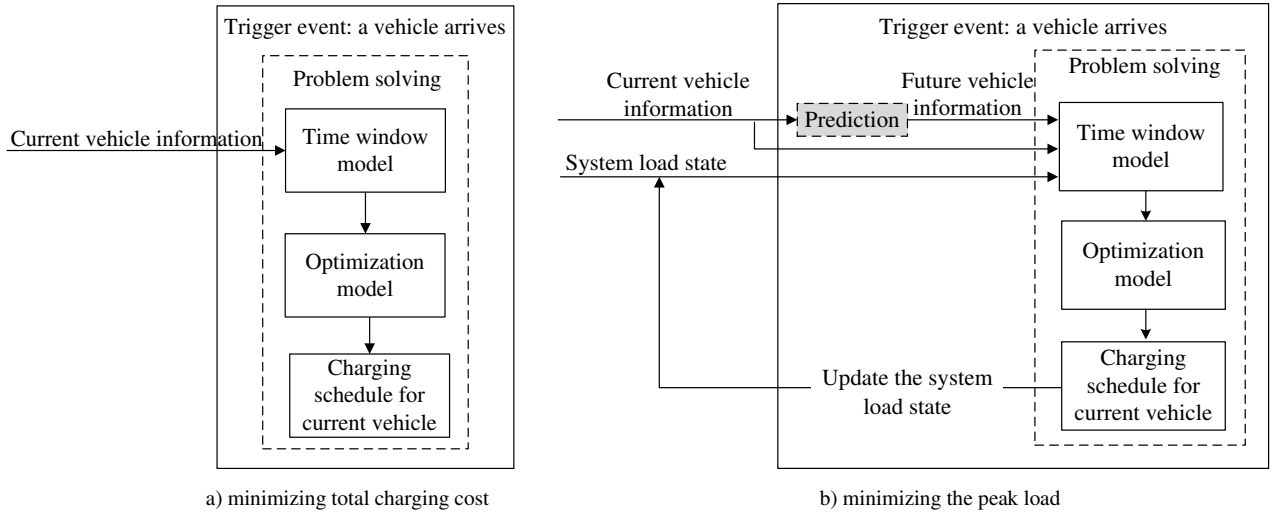 Trigger event: a vehicle arrives
Problem solving
Current vehicle information
Time window
model
Optimization
model
Charging
schedule for
current vehicle
a) minimizing total charging cost
Trigger event: a vehicle arrives
Problem solving
Current vehicle
information
Prediction
Future vehicle
information
System load state
Time window
model
Optimization
model
Charging
schedule for
current vehicle
Update the system
load state
b) minimizing the peak load